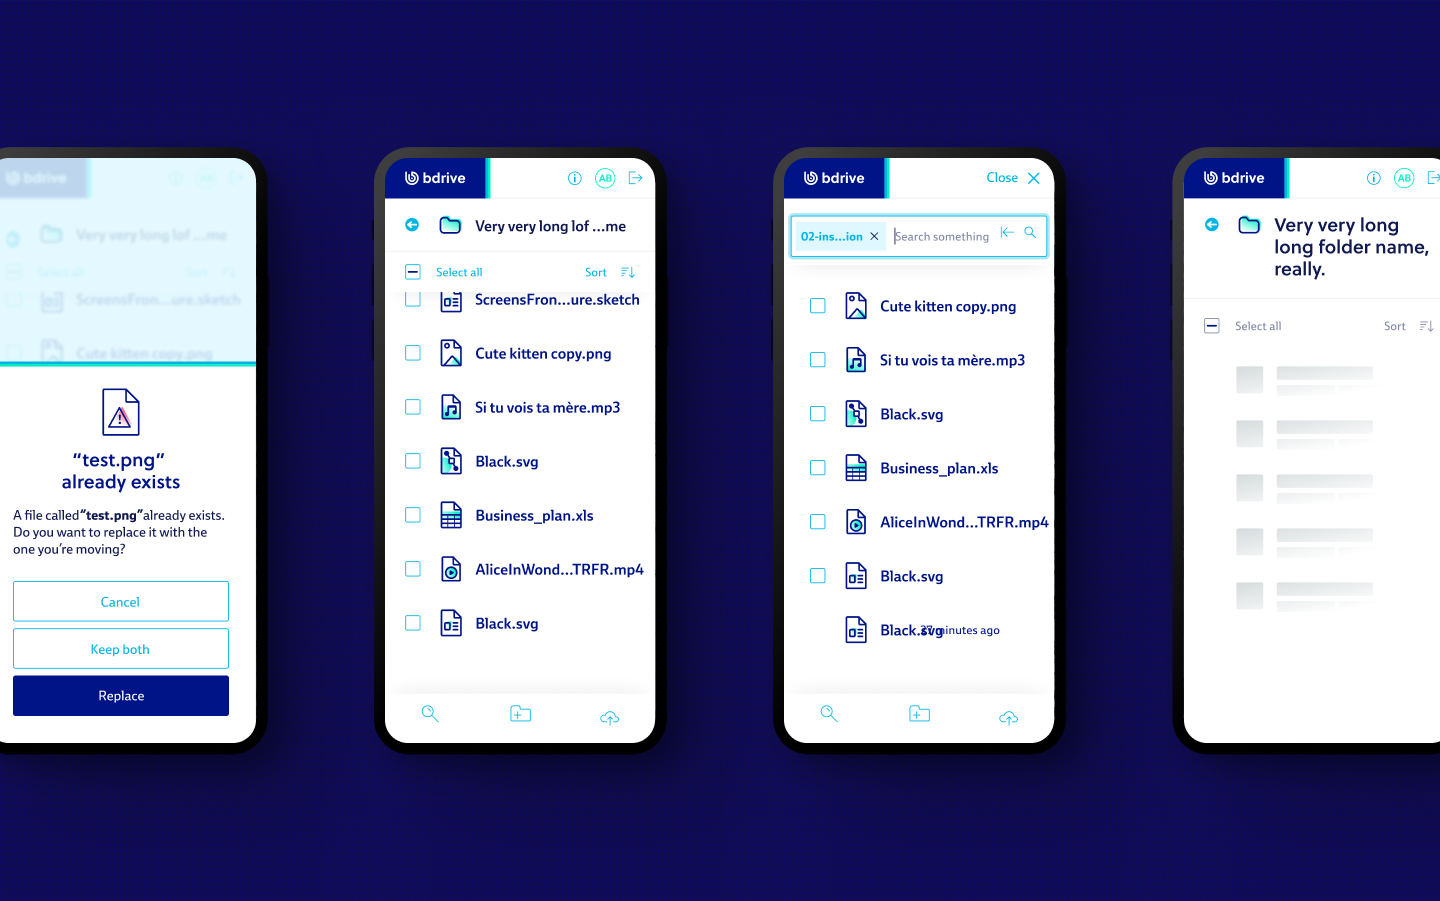 bdrive
AB
Very very long lof ...me
Select all
Sort
ScreensFron...ure.sketch
Cute kitten copy.png
“test.png”
already exists
A file called“test.png”already exists.
Do you want to replace it with the
one you’re moving?
Cancel
Keep both
Replace
bdrive
AB
Very very long lof ...me
Select all
Sort
ScreensFron...ure.sketch
Cute kitten copy.png
Si tu vois ta mère.mp3
Black.svg
Business_plan.xls
AliceInWond...TRFR.mp4
Black.svg
bdrive
Close
02-ins...ion
Search something
Cute kitten copy.png
Si tu vois ta mère.mp3
Black.svg
Business_plan.xls
AliceInWond...TRFR.mp4
Black.svg
Black.svg
minutes ago
bdrive
AB
Very very long
long folder name,
really.
Select all
Sort